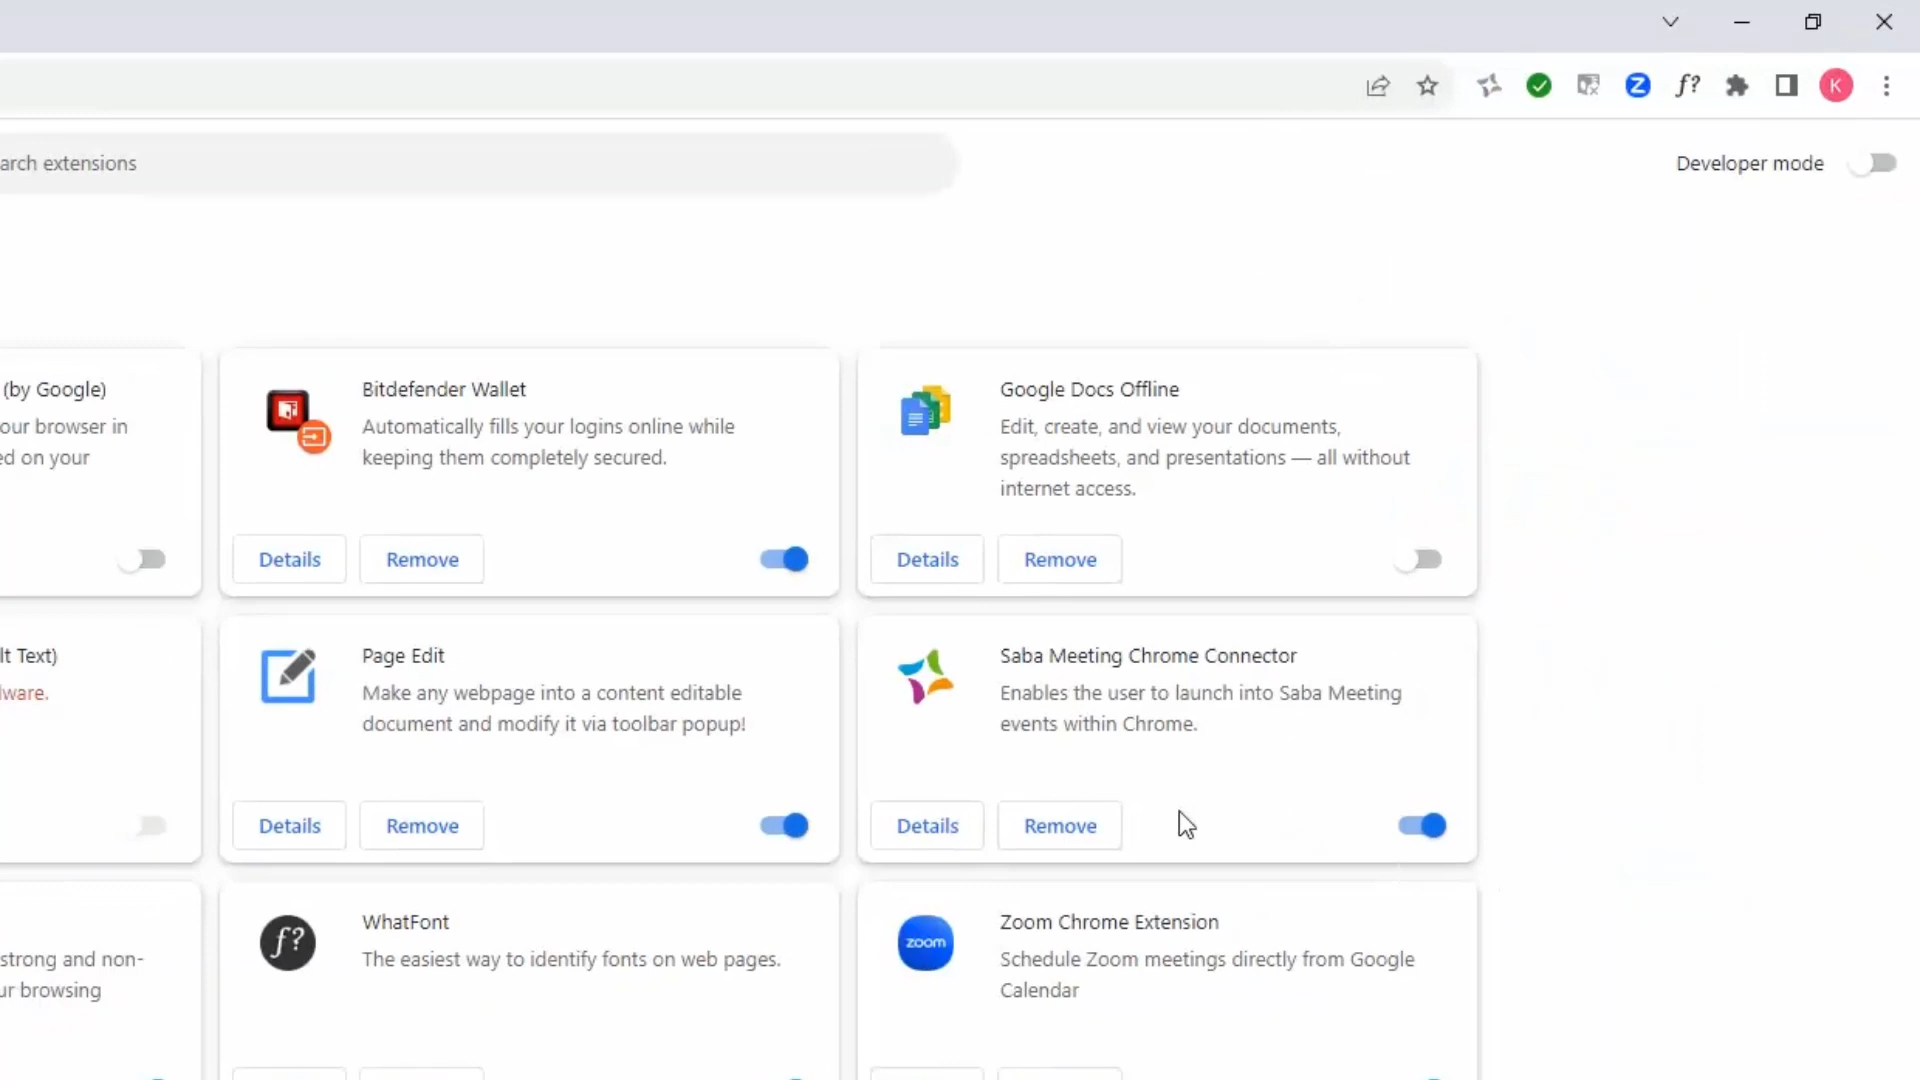 Z
f?
K
arch extensions
Developer mode
(by Google)
our browser in
ed on your
Bitdefender Wallet
Automatically fills your logins online while
keeping them completely secured.
Details
Remove
Google Docs Offline
Edit, create, and view your documents,
spreadsheets, and presentations — all without
internet access.
Details
Remove
lt Text)
lware.
Page Edit
Make any webpage into a content editable
document and modify it via toolbar popup!
Details
Remove
Saba Meeting Chrome Connector
Enables the user to launch into Saba Meeting
events within Chrome.
Details
Remove
strong and non-
ur browsing
f?
WhatFont
The easiest way to identify fonts on web pages.
zoom
Zoom Chrome Extension
Schedule Zoom meetings directly from Google
Calendar